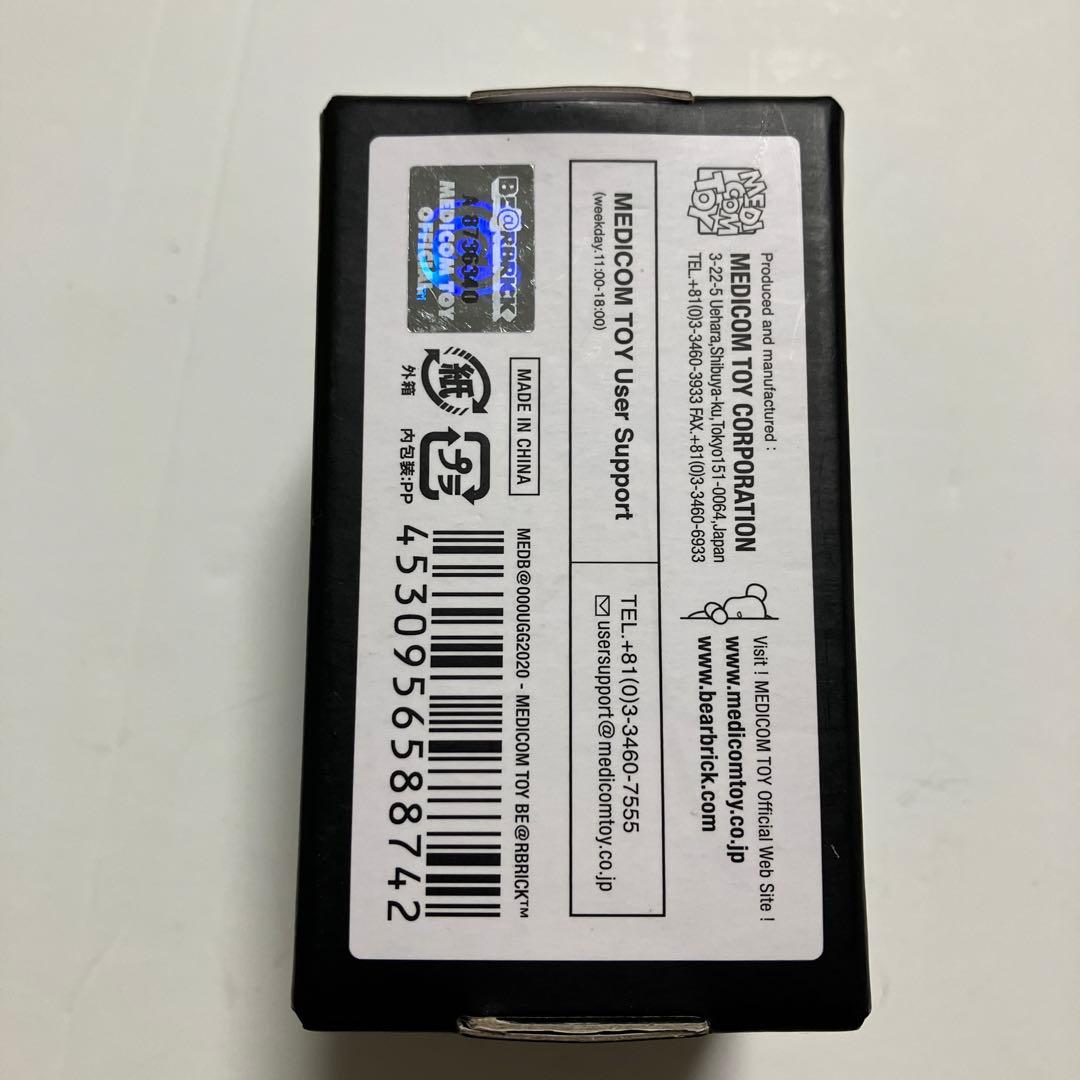 MEDI
COM
TOY
Produced and manufactured :
MEDICOM TOY CORPORATION
3-22-5 Uehara,Shibuya-ku,Tokyo151-0064,Japan
TEL.+81(0)3-3460-3933 FAX.+81(0)3-3460-6933
Visit ! MEDICOM TOY Official Web Site !
www.medicomtoy.co.jp
www.bearbrick.com
MEDICOM TOY User Support
(weekday.11:00-18:00)
TEL.+81(0)3-3460-7555
usersupport@medicomtoy.co.jp
BE@RBRICK
A 8736340
MEDICOM TOY
OFFICIAL
MADE IN CHINA
紙
外箱
プラ
内包装:PP
MEDB@000UGG2020 - MEDICOM TOY BE@RBRICK™
4530956588742